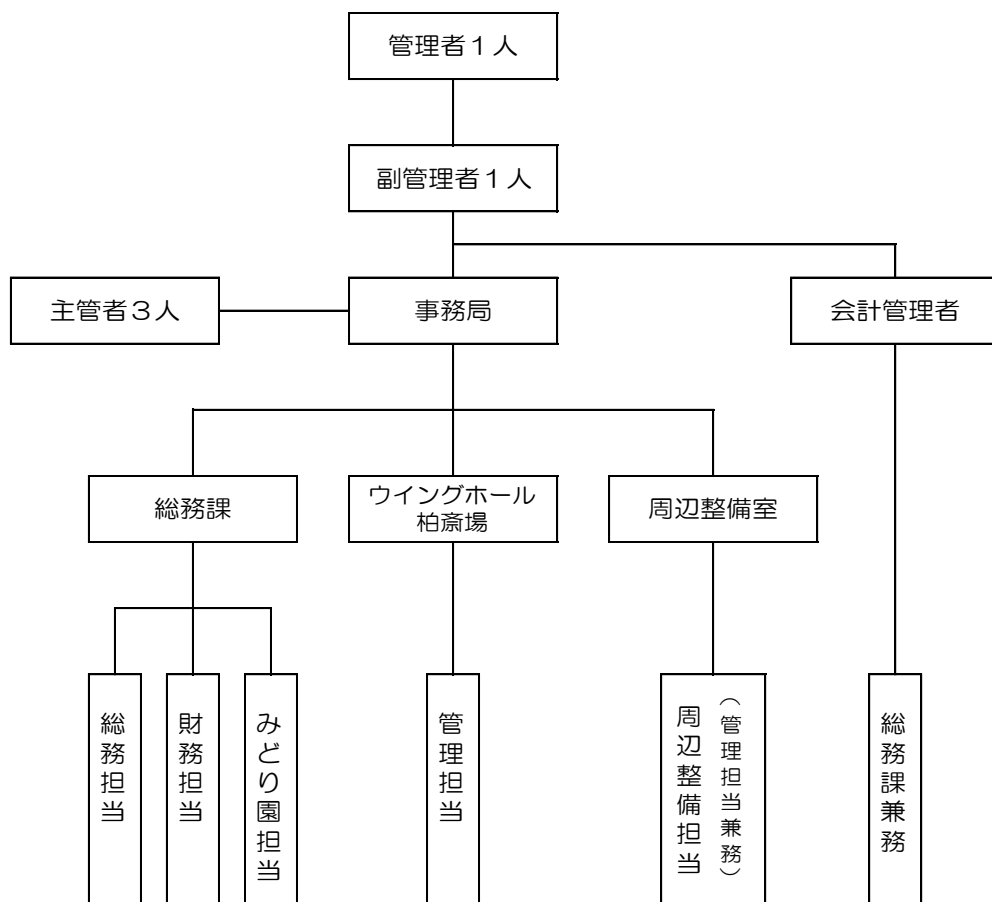 管理者１人
副管理者１人
主管者３人
事務局
会計管理者
総務課
ウイングホール
柏斎場
周辺整備室
総務担当
財務担当
みどり園担当
管理担当
周辺整備担当
（管理担当兼務）
総務課兼務